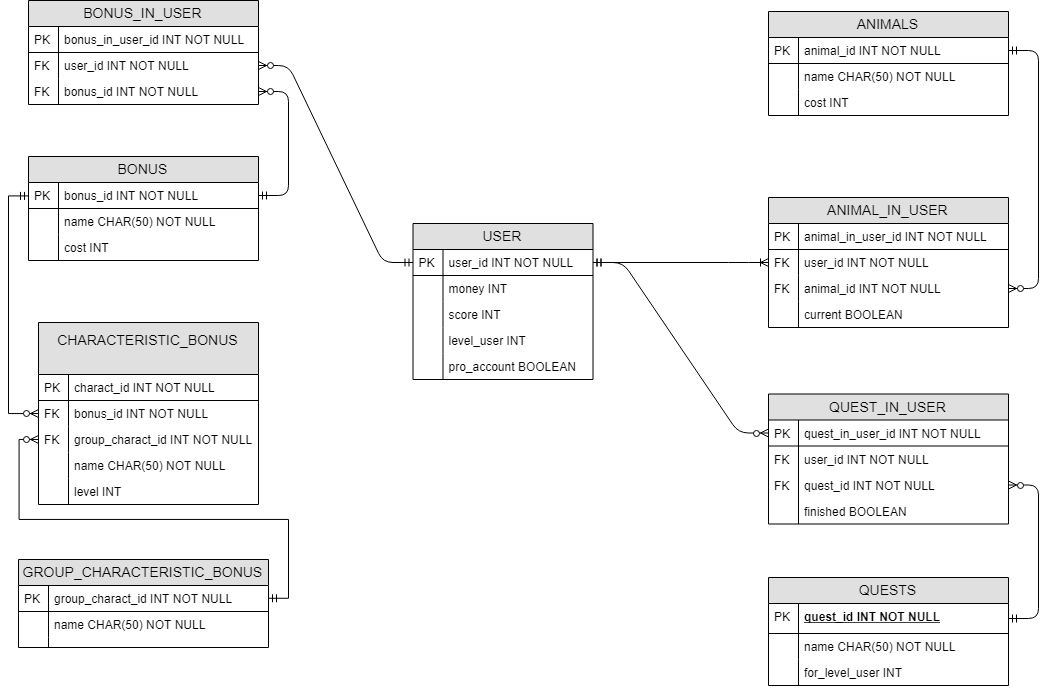 BONUS_IN_USER
PK bonus_in_user_id INT NOT NULL
FK user_id INT NOT NULL
FK bonus_id INT NOT NULL
BONUS
PK bonus_id INT NOT NULL
name CHAR(50) NOT NULL
cost INT
CHARACTERISTIC_BONUS
PK charact_id INT NOT NULL
FK bonus_id INT NOT NULL
FK group_charact_id INT NOT NULL
name CHAR(50) NOT NULL
level INT
GROUP_CHARACTERISTIC_BONUS
PK group_charact_id INT NOT NULL
name CHAR(50) NOT NULL
USER
PK user_id INT NOT NULL
money INT
score INT
level_user INT
pro_account BOOLEAN
ANIMALS
PK animal_id INT NOT NULL
name CHAR(50) NOT NULL
cost INT
ANIMAL_IN_USER
PK animal_in_user_id INT NOT NULL
FK user_id INT NOT NULL
FK animal_id INT NOT NULL
current BOOLEAN
QUEST_IN_USER
PK quest_in_user_id INT NOT NULL
FK user_id INT NOT NULL
FK quest_id INT NOT NULL
finished BOOLEAN
QUESTS
PK quest_id INT NOT NULL
name CHAR(50) NOT NULL
for_level_user INT